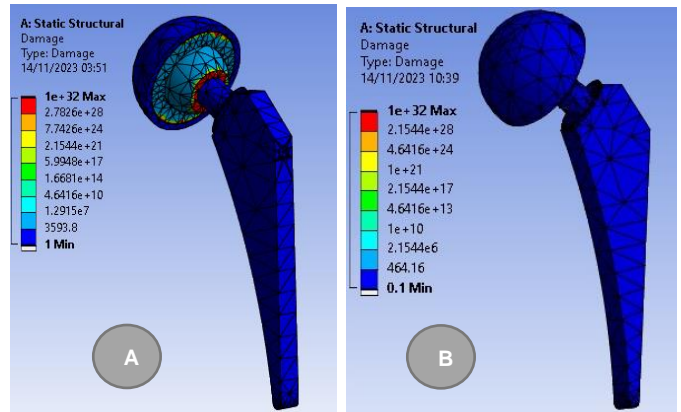 A: Static Structural
Damage
Type: Damage
14/11/2023 03:51
1e+32 Max
2.7826e+28
7.7426e+24
2.1544e+21
5.9948e+17
1.6681e+14
4.6416e+10
1.2915e7
3593.8
1 Min
A
A: Static Structural
Damage
Type: Damage
14/11/2023 10:39
1e+32 Max
2.1544e+28
4.6416e+24
1e+21
2.1544e+17
4.6416e+13
1e+10
2.1544e6
464.16
0.1 Min
B